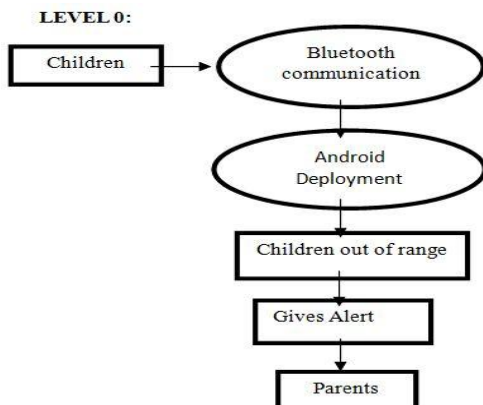 LEVEL 0:
Children
Bluetooth
communication
Android
Deployment
Children out of range
Gives Alert
Parents